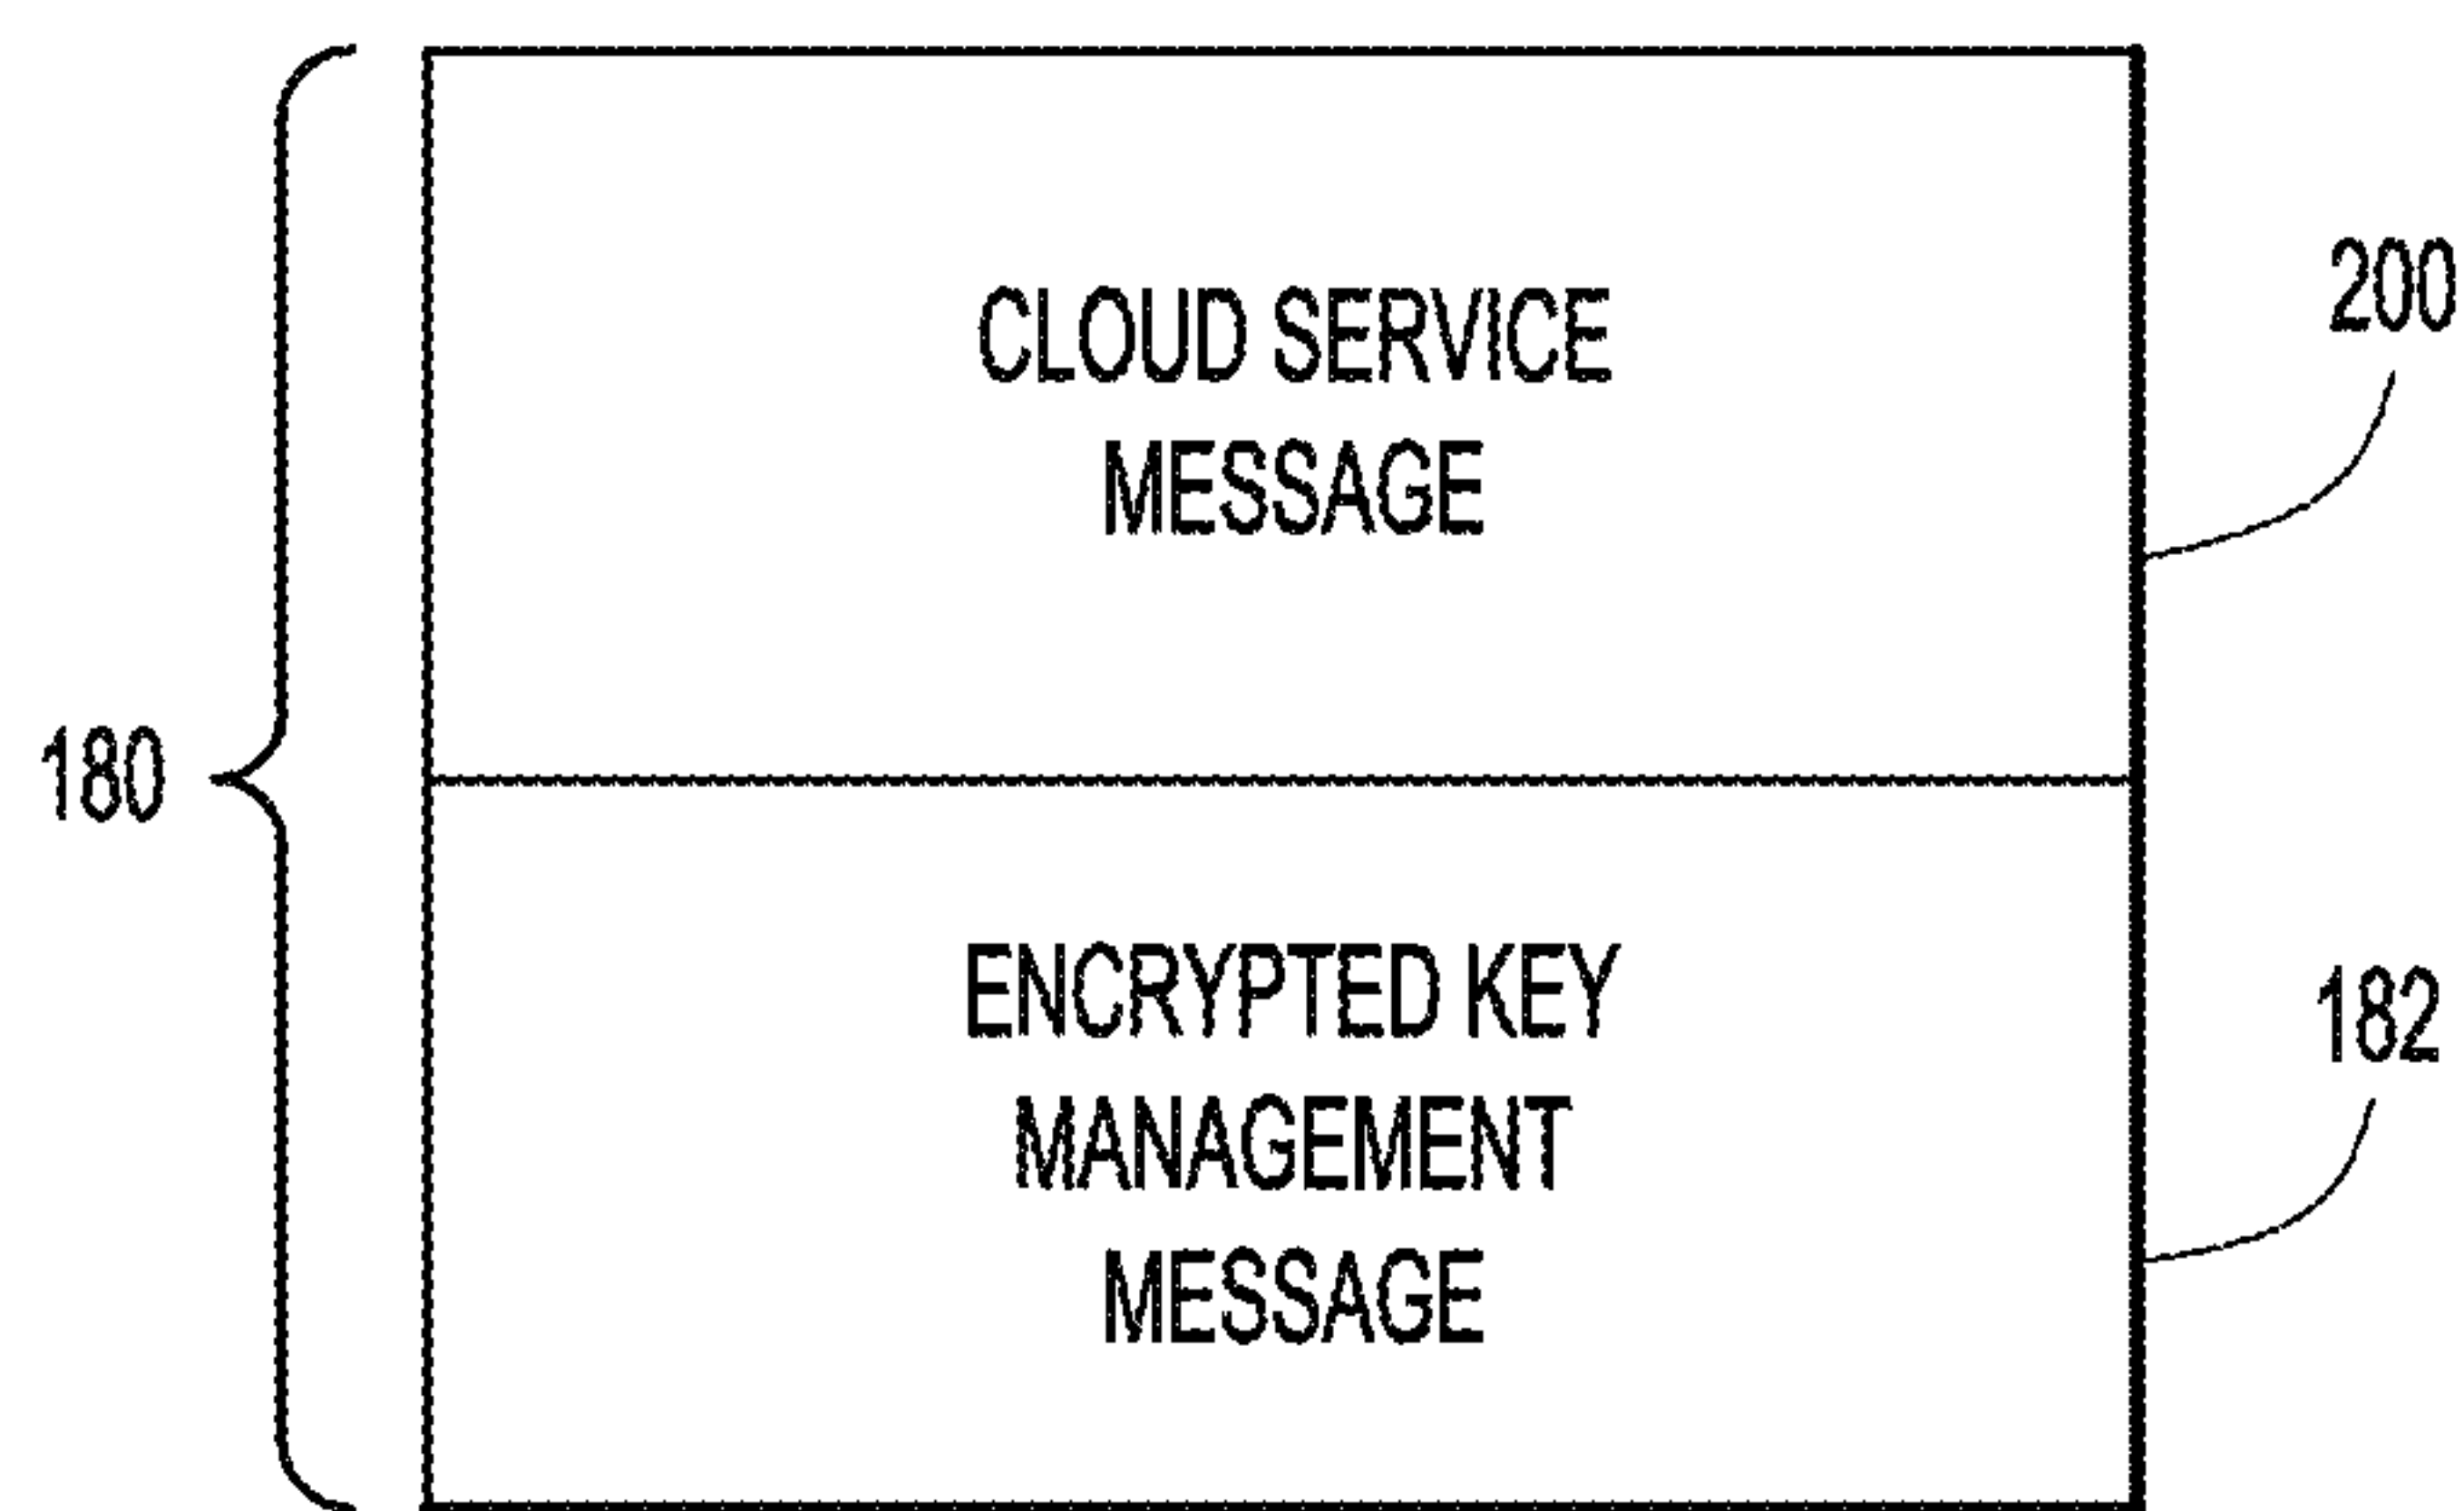 CLOUD SERVICE
MESSAGE
200
180
ENCRYPTED KEY
MANAGEMENT
MESSAGE
182